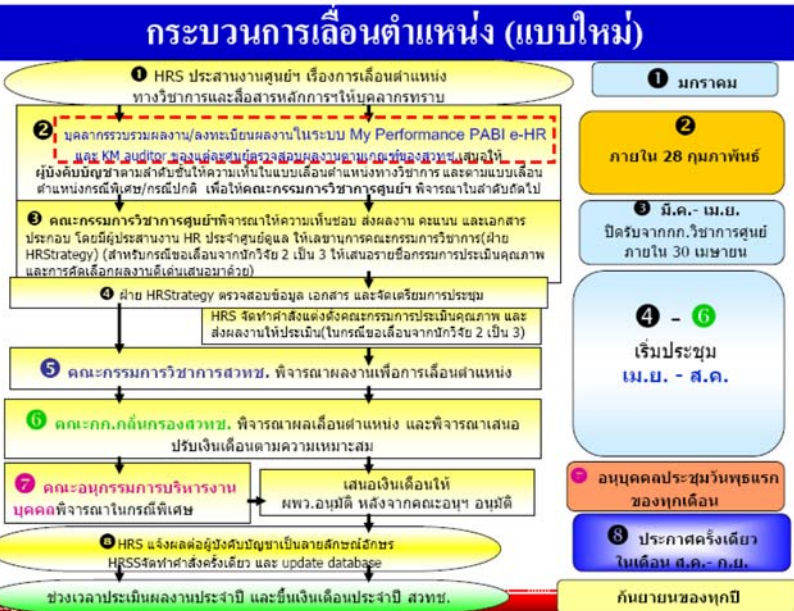 กระบวนการเลื่อนตำแหน่ง (แบบใหม่)
❶ HRS ประสานงานศูนย์ฯ เรื่องการเลื่อนตำแหน่ง
ทางวิชาการและสื่อสารหลักการฯให้บุคลากรทราบ
❶ มกราคม
❷ บุคลากรรวบรวมผลงาน/ลงทะเบียนผลงานในระบบ My Performance PABI e-HR
และ KM auditor ของแต่ละศูนย์ตรวจสอบผลงานตามเกณฑ์ของสวทช.เสนอให้
ผู้บังคับบัญชาตามลำดับชั้นให้ความเห็นในแบบเลื่อนตำแหน่งทางวิชาการ และตามแบบเลื่อน
ตำแหน่งกรณีพิเศษ/กรณีปกติ เพื่อให้คณะกรรมการวิชาการศูนย์ฯ พิจารณาในลำดับถัดไป
❷
ภายใน 28 กุมภาพันธ์
❸ คณะกรรมการวิชาการศูนย์ฯพิจารณาให้ความเห็นชอบ ส่งผลงาน คะแนน และเอกสาร
ประกอบ โดยมีผู้ประสานงาน HR ประจำศูนย์ดูแล ให้เลขานุการคณะกรรมการวิชาการ(ฝ่าย
HRStrategy) (สำหรับกรณีขอเลื่อนจากนักวิจัย 2 เป็น 3 ให้เสนอรายชื่อกรรมการประเมินคุณภาพ
และการคัดเลือกผลงานดีเด่นเสนอมาด้วย)
❸ มี.ค.- เม.ย.
ปิดรับจากกก.วิชาการศูนย์
ภายใน 30 เมษายน
❹ ฝ่าย HRStrategy ตรวจสอบข้อมูล เอกสาร และจัดเตรียมการประชุม
HRS จัดทำคำสั่งแต่งตั้งคณะกรรมการประเมินคุณภาพ และ
ส่งผลงานให้ประเมิน(ในกรณีขอเลื่อนจากนักวิจัย 2 เป็น 3)
❺ คณะกรรมการวิชาการสวทช. พิจารณาผลงานเพื่อการเลื่อนตำแหน่ง
❻ คณะกก.กลั่นกรองสวทช. พิจารณาผลเลื่อนตำแหน่ง และพิจารณาเสนอ
ปรับเงินเดือนตามความเหมาะสม
❹ - ❻
เริ่มประชุม
เม.ย. - ส.ค.
❼ คณะอนุกรรมการบริหารงาน
บุคคลพิจารณาในกรณีพิเศษ
เสนอเงินเดือนให้
ผพว.อนุมัติ หลังจากคณะอนุฯ อนุมัติ
❼ อนุบุคคลประชุมวันพุธแรก
ของทุกเดือน
❽ HRS แจ้งผลต่อผู้บังคับบัญชาเป็นลายลักษณ์อักษร
HRSSจัดทำคำสั่งครั้งเดียว และ update database
❽ ประกาศครั้งเดียว
ในเดือน ส.ค.- ก.ย.
ช่วงเวลาประเมินผลงานประจำปี และขึ้นเงินเดือนประจำปี สวทช.
กันยายนของทุกปี